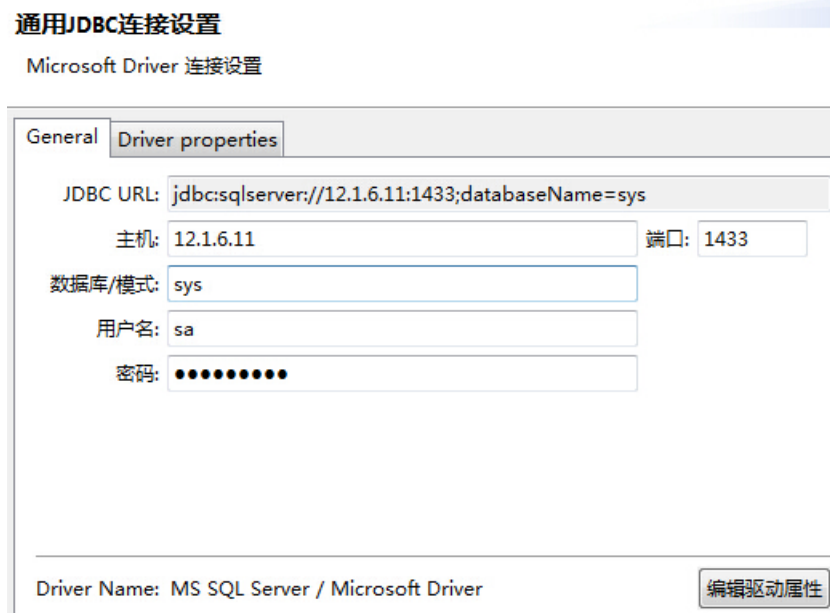 通用JDBC连接设置
Microsoft Driver 连接设置
General Driver properties
JDBC URL: jdbc:sqlserver://12.1.6.11:1433;databaseName=sys
主机: 12.1.6.11 端口: 1433
数据库/模式: sys
用户名: sa
密码: ●●●●●●●●●
Driver Name: MS SQL Server / Microsoft Driver 编辑驱动属性